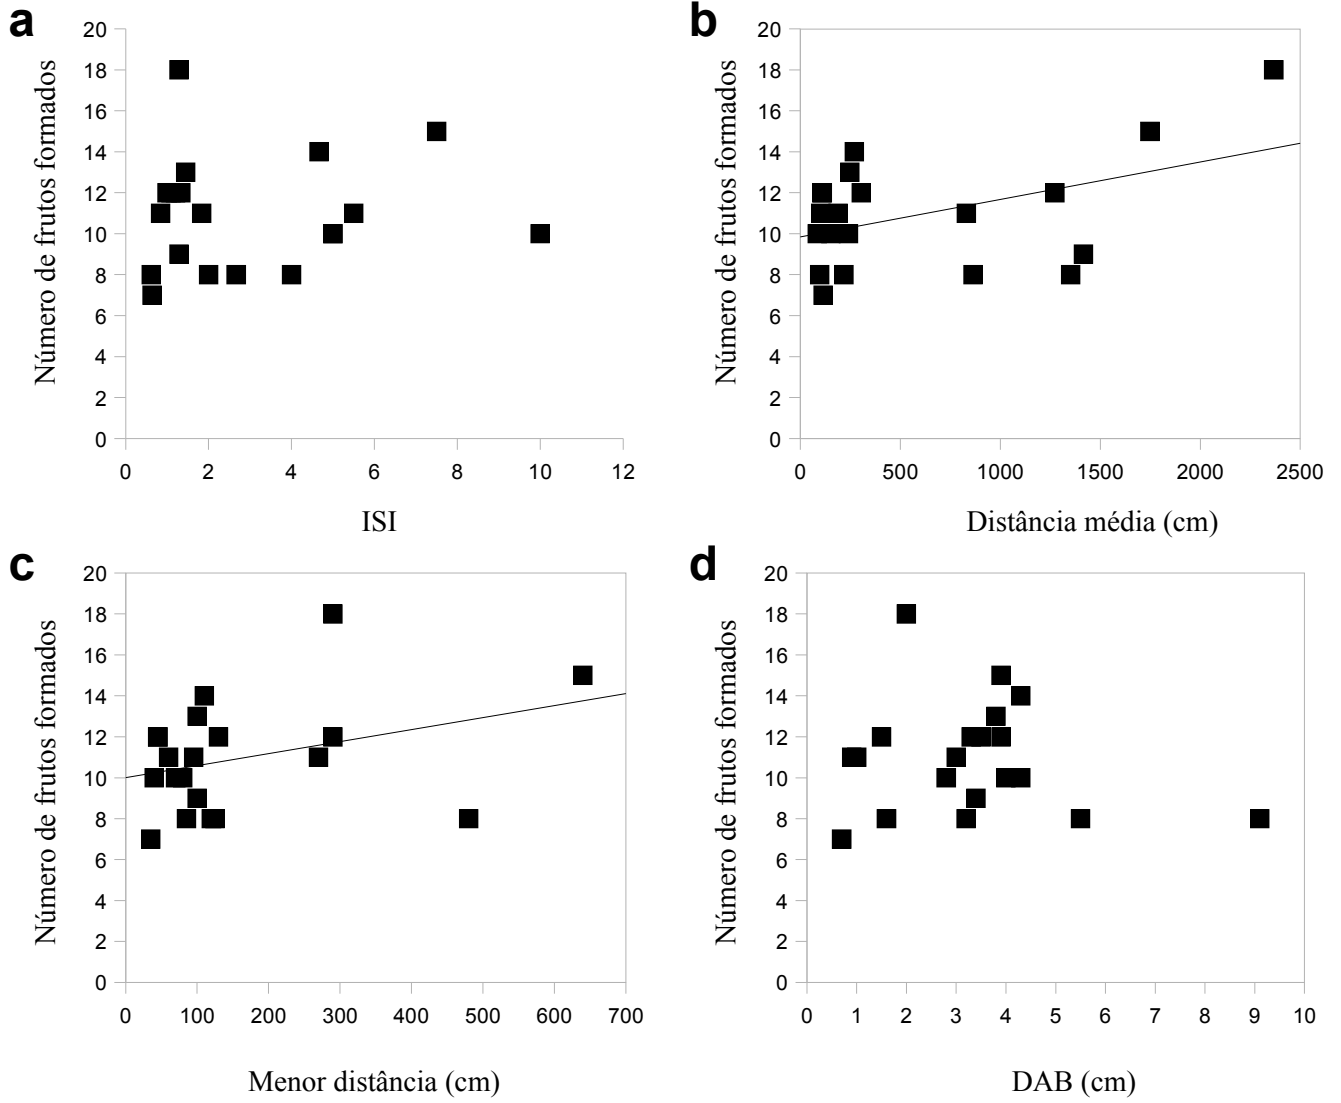 a
Número de frutos formados
20
18
16
14
12
10
8
6
4
2
0
0 2 4 6 8 10 12
ISI
b
Número de frutos formados
20
18
16
14
12
10
8
6
4
2
0
0 500 1000 1500 2000 2500
Distância média (cm)
c
Número de frutos formados
20
18
16
14
12
10
8
6
4
2
0
0 100 200 300 400 500 600 700
Menor distância (cm)
d
Número de frutos formados
20
18
16
14
12
10
8
6
4
2
0
0 1 2 3 4 5 6 7 8 9 10
DAB (cm)